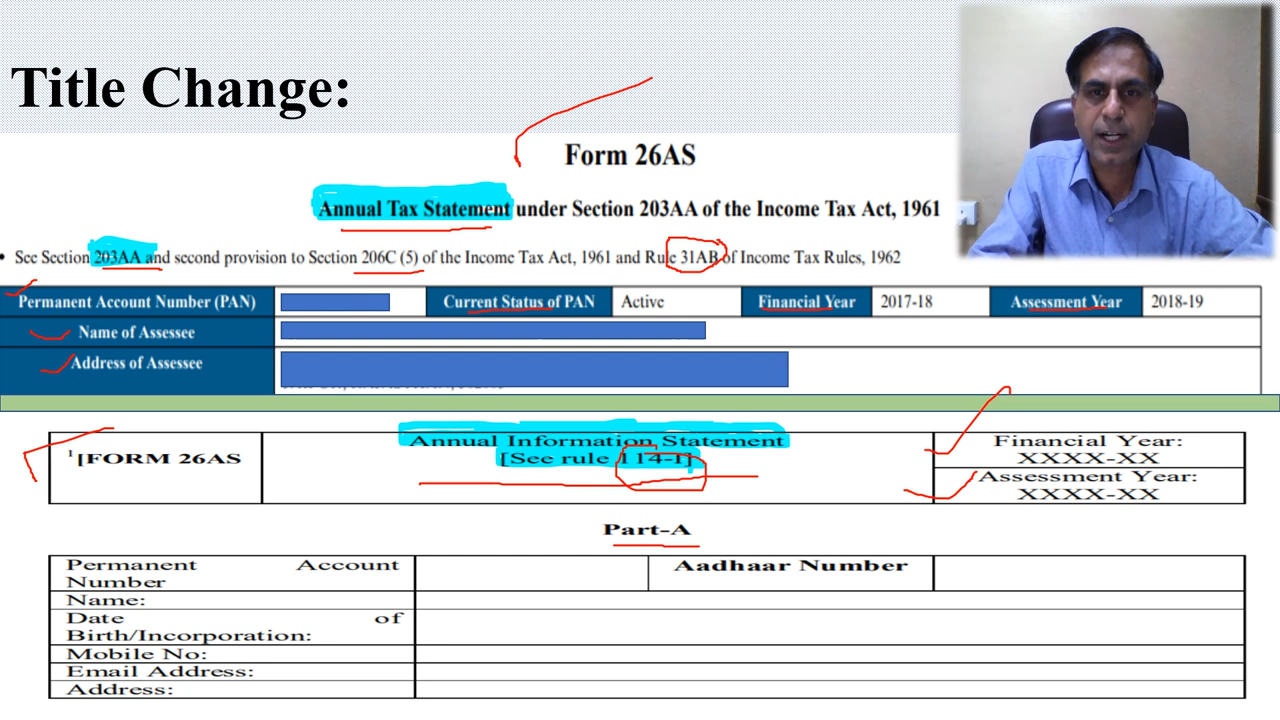 Title Change:
Form 26AS
Annual Tax Statement under Section 203AA of the Income Tax Act, 1961
• See Section 203AA and second provision to Section 206C (5) of the Income Tax Act, 1961 and Rule 31AB of Income Tax Rules, 1962
Permanent Account Number (PAN) Current Status of PAN Active Financial Year 2017-18 Assessment Year 2018-19
Name of Assessee
Address of Assessee
1[FORM 26AS Annual Information Statement Financial Year:
[See rule 114-I] XXXX-XX
Assessment Year:
XXXX-XX
Part-A
Permanent Account Aadhaar Number
Number
Name:
Date of
Birth/Incorporation:
Mobile No:
Email Address:
Address: